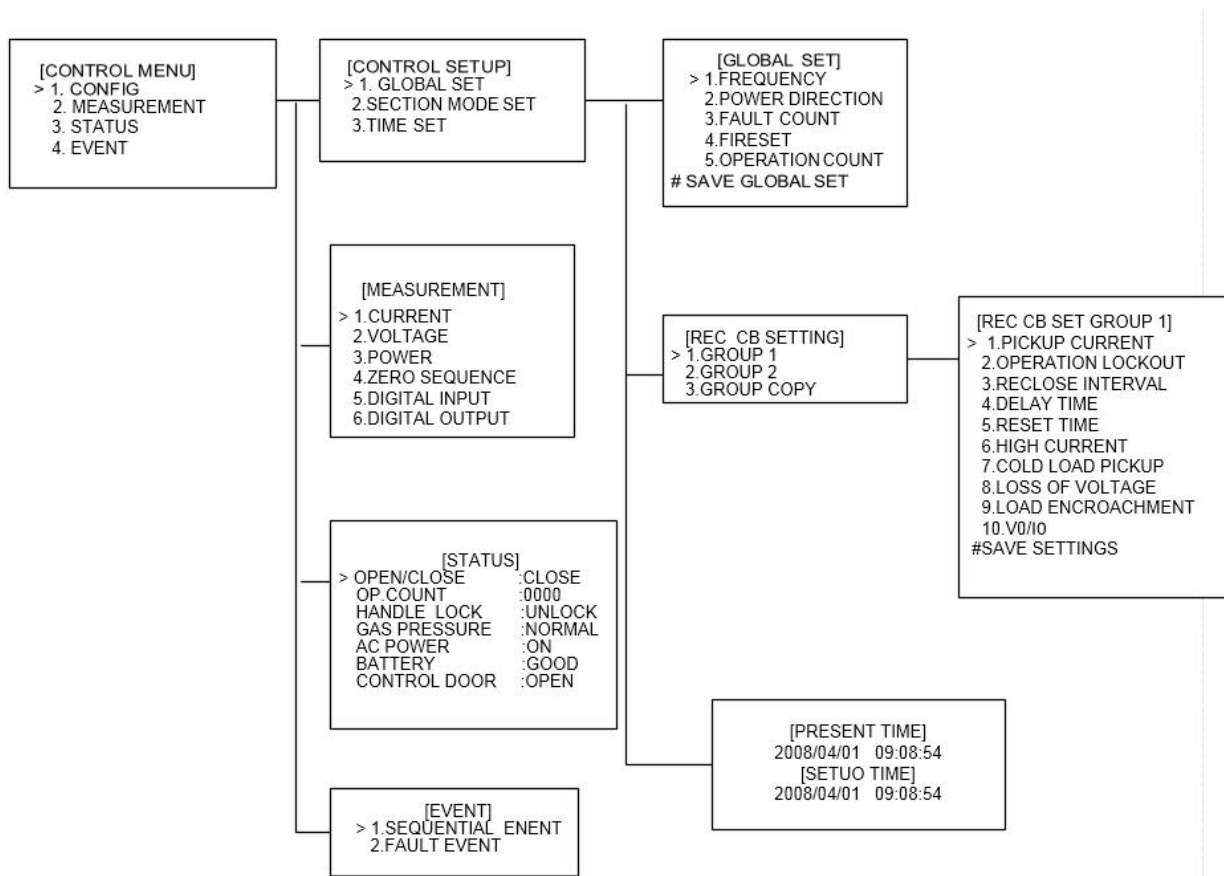 [CONTROL MENU]
> 1. CONFIG
2. MEASUREMENT
3. STATUS
4. EVENT
[CONTROL SETUP]
> 1. GLOBAL SET
2.SECTION MODE SET
3.TIME SET
[GLOBAL SET]
> 1.FREQUENCY
2.POWER DIRECTION
3.FAULT COUNT
4.FIRESET
5.OPERATION COUNT
# SAVE GLOBAL SET
[MEASUREMENT]
> 1.CURRENT
2.VOLTAGE
3.POWER
4.ZERO SEQUENCE
5.DIGITAL INPUT
6.DIGITAL OUTPUT
[REC CB SETTING]
> 1.GROUP 1
2.GROUP 2
3.GROUP COPY
[REC CB SET GROUP 1]
> 1.PICKUP CURRENT
2.OPERATION LOCKOUT
3.RECLOSE INTERVAL
4.DELAY TIME
5.RESET TIME
6.HIGH CURRENT
7.COLD LOAD PICKUP
8.LOSS OF VOLTAGE
9.LOAD ENCROACHMENT
10.V0/I0
#SAVE SETTINGS
[STATUS]
> OPEN/CLOSE :CLOSE
OP.COUNT :0000
HANDLE LOCK :UNLOCK
GAS PRESSURE :NORMAL
AC POWER :ON
BATTERY :GOOD
CONTROL DOOR :OPEN
[PRESENT TIME]
2008/04/01 09:08:54
[SETUO TIME]
2008/04/01 09:08:54
[EVENT]
> 1.SEQUENTIAL ENENT
2.FAULT EVENT